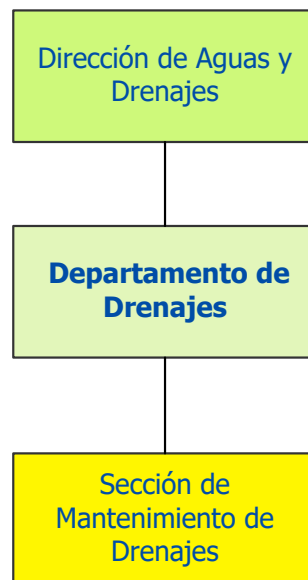 Dirección de Aguas y
Drenajes
Departamento de
Drenajes
Sección de
Mantenimiento de
Drenajes